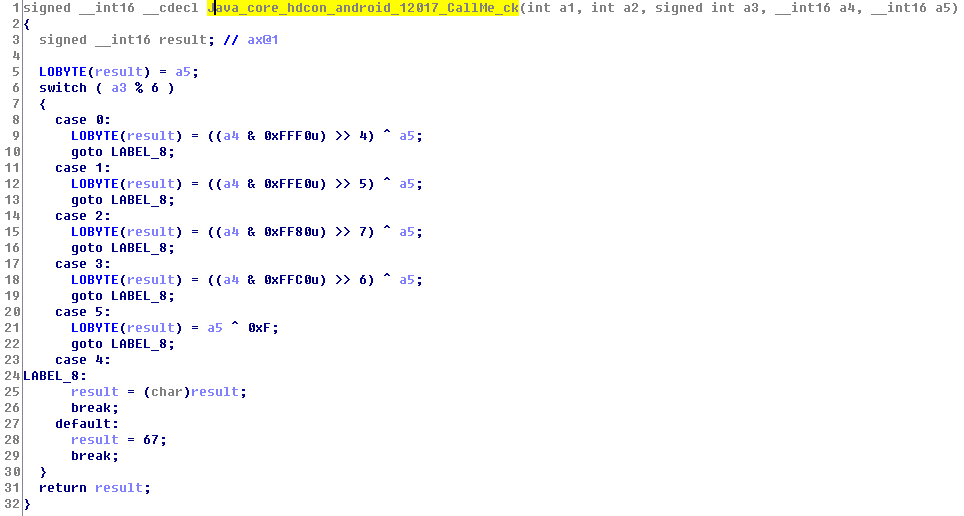 1 signed __int16 __cdecl Java_core_hdcon_android_12017_CallMe_ck(int a1, int a2, signed int a3, __int16 a4, __int16 a5)
2 {
3   signed __int16 result; // ax@1
4
5   LOBYTE(result) = a5;
6   switch ( a3 % 6 )
7   {
8     case 0:
9       LOBYTE(result) = ((a4 & 0xFFF0u) >> 4) ^ a5;
10       goto LABEL_8;
11     case 1:
12       LOBYTE(result) = ((a4 & 0xFFE0u) >> 5) ^ a5;
13       goto LABEL_8;
14     case 2:
15       LOBYTE(result) = ((a4 & 0xFF80u) >> 7) ^ a5;
16       goto LABEL_8;
17     case 3:
18       LOBYTE(result) = ((a4 & 0xFFC0u) >> 6) ^ a5;
19       goto LABEL_8;
20     case 5:
21       LOBYTE(result) = a5 ^ 0xF;
22       goto LABEL_8;
23     case 4:
24 LABEL_8:
25       result = (char)result;
26       break;
27     default:
28       result = 67;
29       break;
30   }
31   return result;
32 }